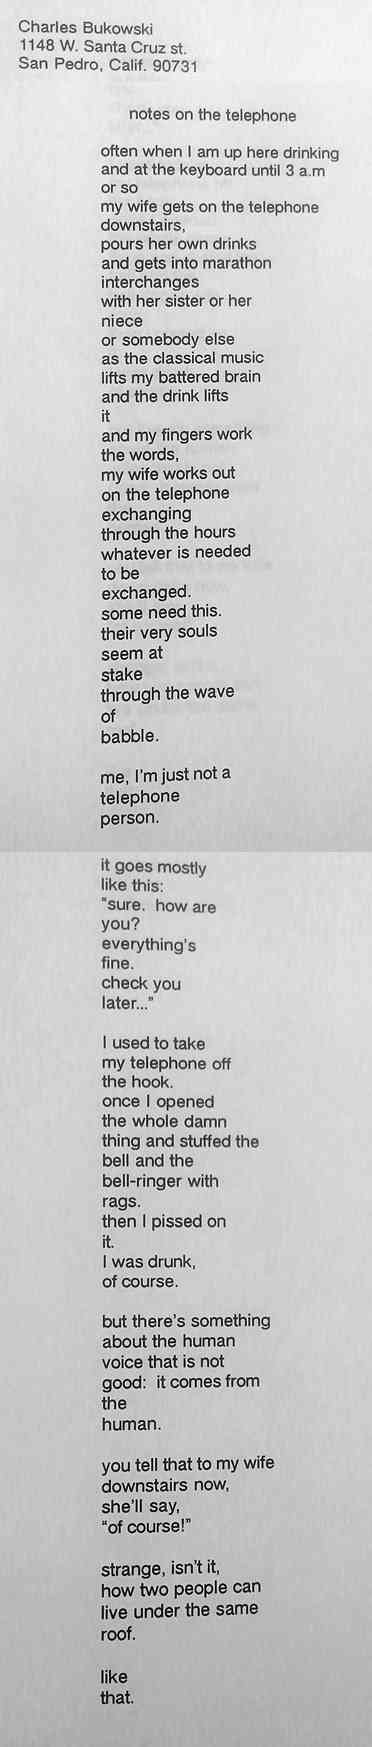 Charles Bukowski
1148 W. Santa Cruz st.
San Pedro, Calif. 90731
notes on the telephone
often when I am up here drinking
and at the keyboard until 3 a.m
or so
my wife gets on the telephone
downstairs,
pours her own drinks
and gets into marathon
interchanges
with her sister or her
niece
or somebody else
as the classical music
lifts my battered brain
and the drink lifts
it
and my fingers work
the words,
my wife works out
on the telephone
exchanging
through the hours
whatever is needed
to be
exchanged.
some need this.
their very souls
seem at
stake
through the wave
of
babble.
me, I'm just not a
telephone
person.
it goes mostly
like this:
"sure.  how are
you?
everything's
fine.
check you
later..."
I used to take
my telephone off
the hook.
once I opened
the whole damn
thing and stuffed the
bell and the
bell-ringer with
rags.
then I pissed on
it.
I was drunk,
of course.
but there's something
about the human
voice that is not
good:  it comes from
the
human.
you tell that to my wife
downstairs now,
she'll say,
"of course!"
strange, isn't it,
how two people can
live under the same
roof.
like
that.